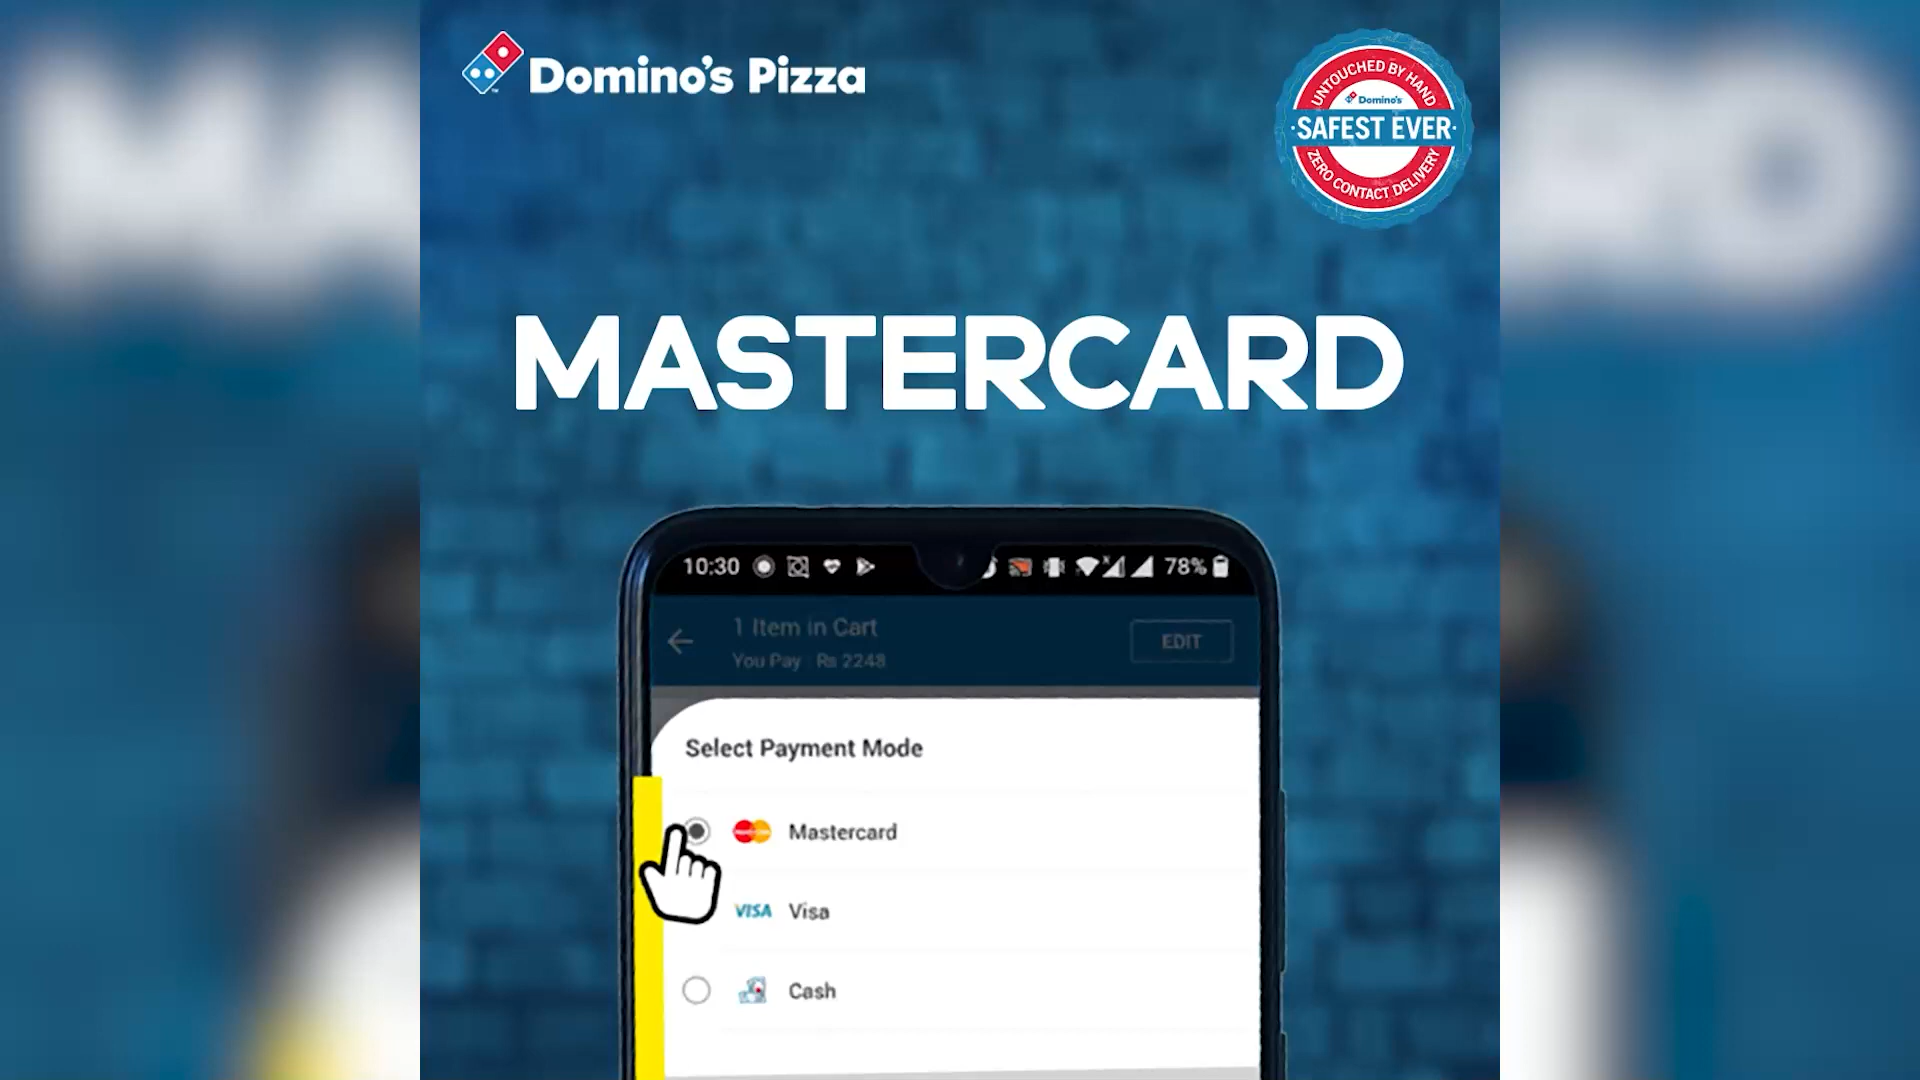 Domino's Pizza
UNTOUCHED BY HAND
Domino's
·SAFEST EVER·
ZERO CONTACT DELIVERY
MASTERCARD
10:30
78%
1 Item in Cart
EDIT
You Pay Rs 2248
Select Payment Mode
Mastercard
VISA Visa
Cash